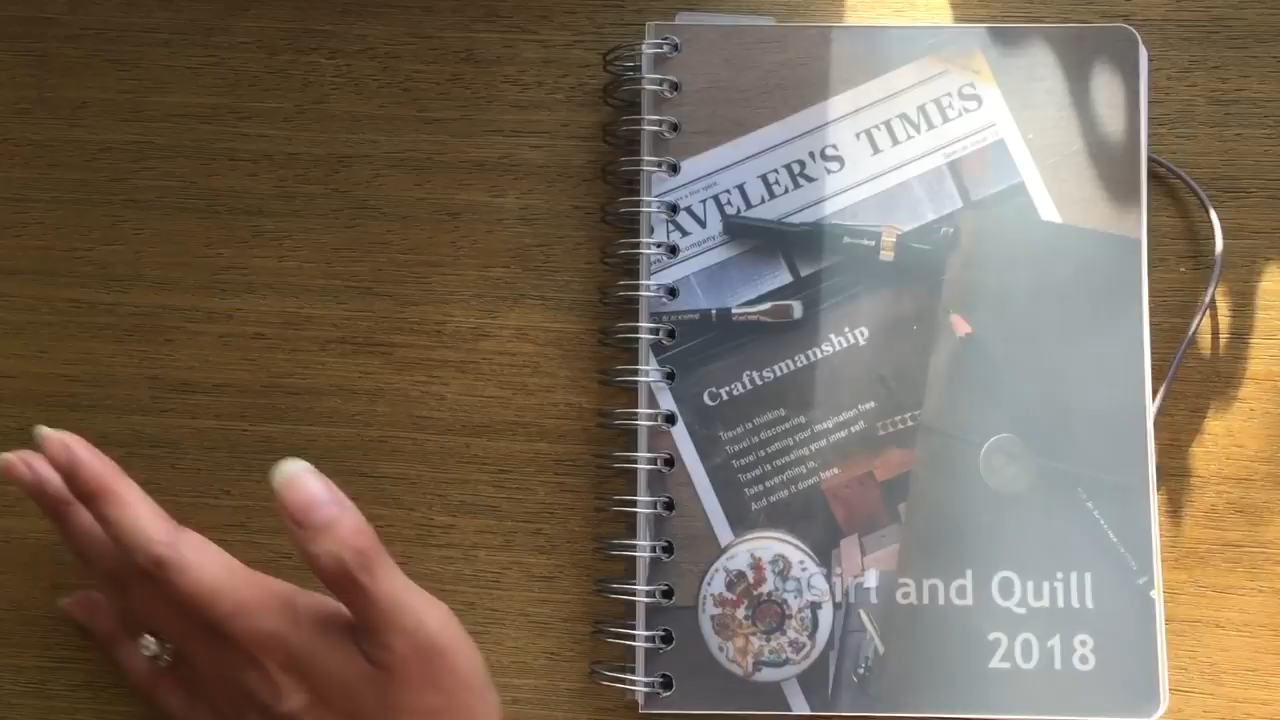 TRAVELER'S TIMES
Craftsmanship
Travel is thinking.
Travel is discovering.
Travel is setting your imagination free.
Travel is revealing your inner self.
Take everything in,
And write it down here.
Girl and Quill
2018